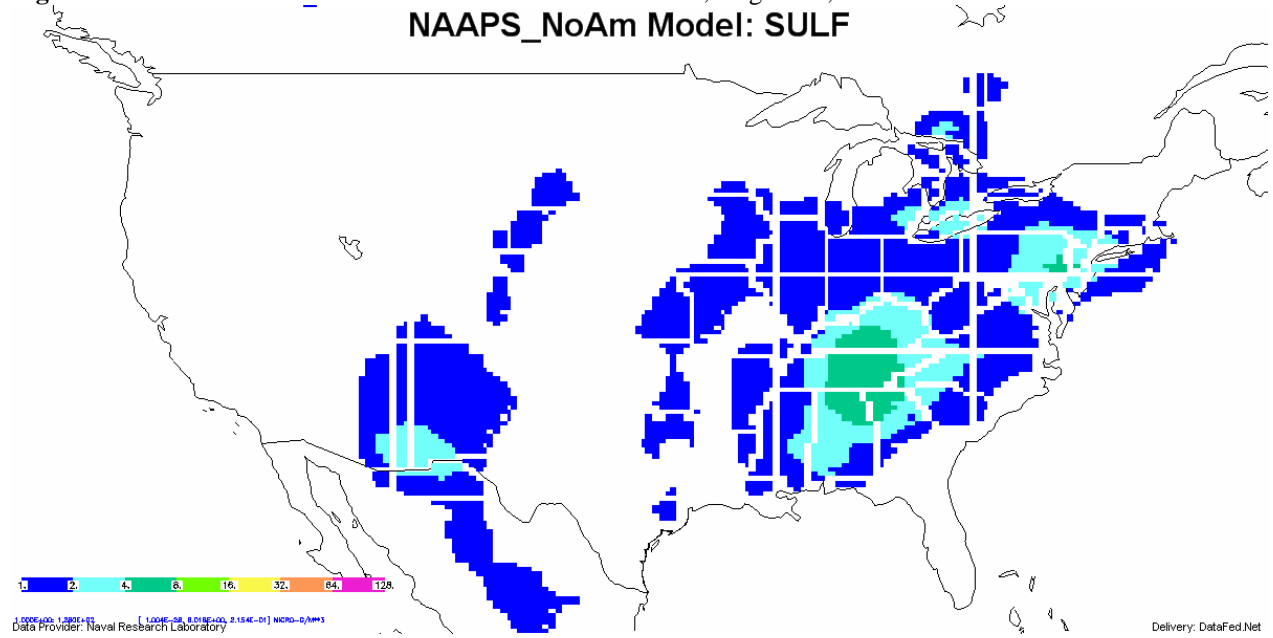 NAAPS_NoAm Model: SULF
1. 2. 4. 8. 16. 32. 64. 128.
Data Provider: Naval Research Laboratory
Delivery: DataFed.Net